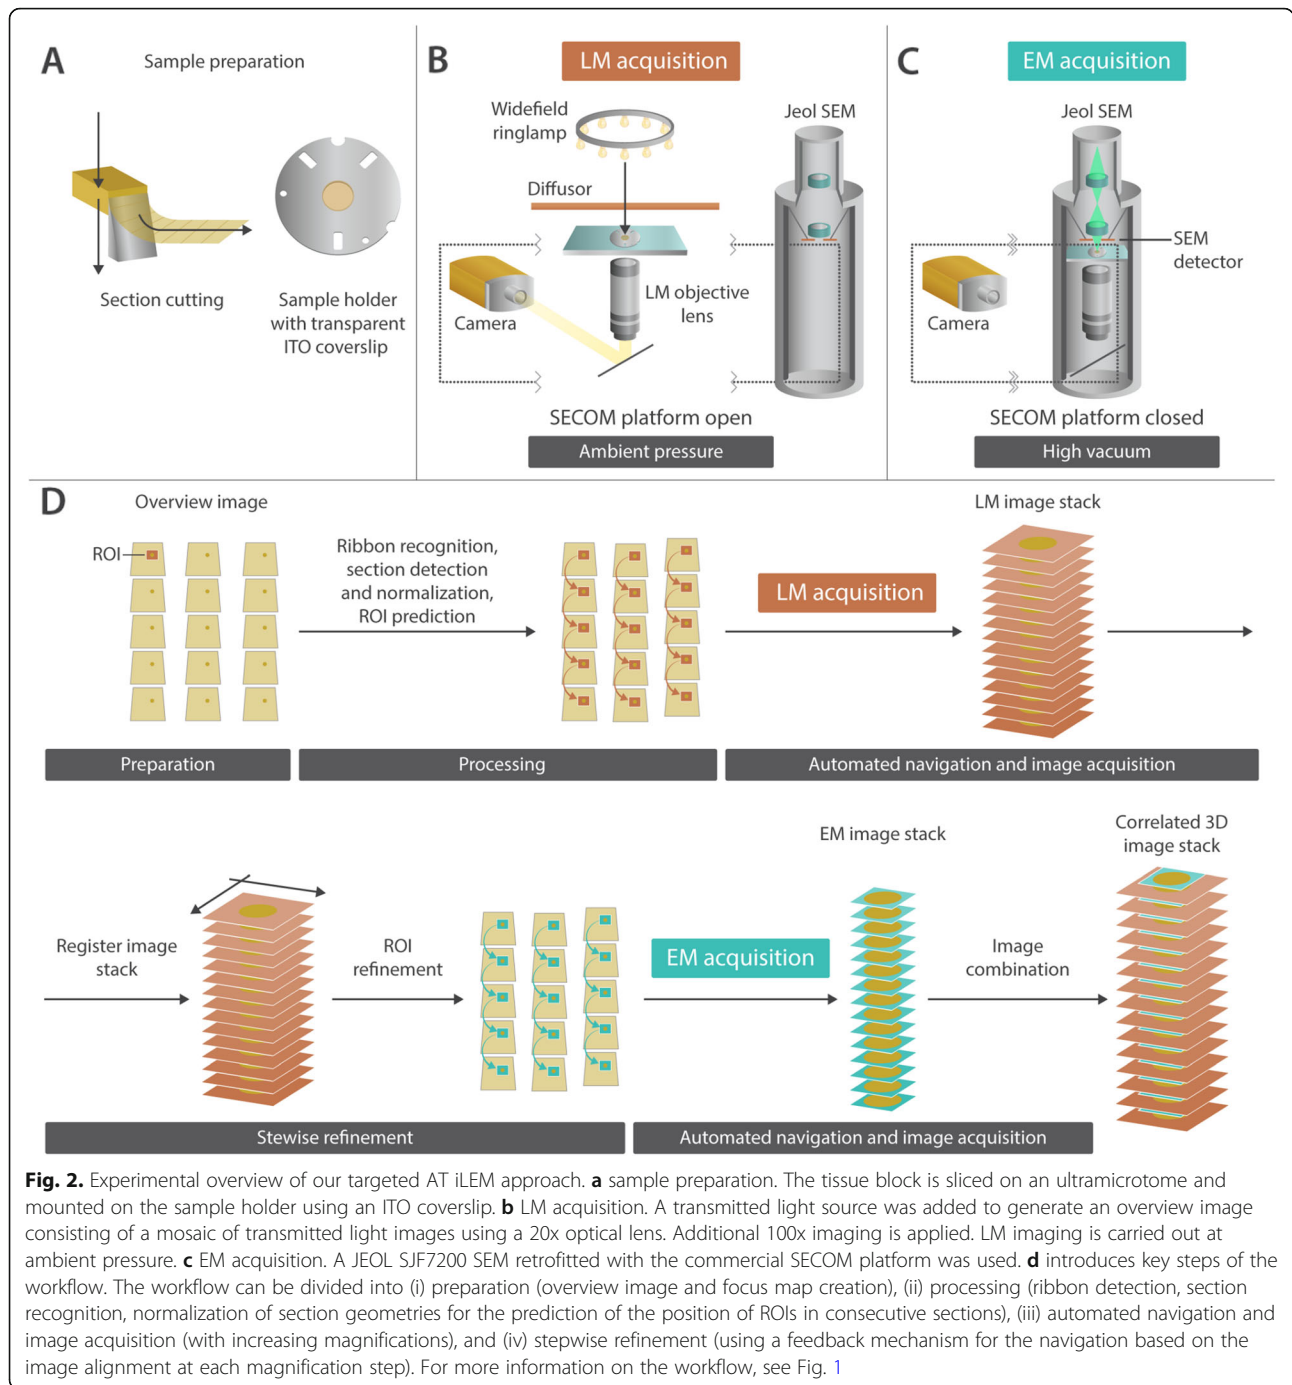 A
Sample preparation
Section cutting
Sample holder
with transparent
ITO coverslip
B
LM acquisition
Widefield
ringlamp
Jeol SEM
Diffusor
LM objective
lens
Camera
SECOM platform open
Ambient pressure
C
EM acquisition
Jeol SEM
SEM
detector
Camera
SECOM platform closed
High vacuum
D
Overview image
ROI
Ribbon recognition,
section detection
and normalization,
ROI prediction
LM acquisition
LM image stack
Preparation
Processing
Automated navigation and image acquisition
Register image
stack
ROI
refinement
EM acquisition
EM image stack
Image
combination
Correlated 3D
image stack
Stewise refinement
Automated navigation and image acquisition
Fig. 2. Experimental overview of our targeted AT iLEM approach. a sample preparation. The tissue block is sliced on an ultramicrotome and
mounted on the sample holder using an ITO coverslip. b LM acquisition. A transmitted light source was added to generate an overview image
consisting of a mosaic of transmitted light images using a 20x optical lens. Additional 100x imaging is applied. LM imaging is carried out at
ambient pressure. c EM acquisition. A JEOL SJF7200 SEM retrofitted with the commercial SECOM platform was used. d introduces key steps of the
workflow. The workflow can be divided into (i) preparation (overview image and focus map creation), (ii) processing (ribbon detection, section
recognition, normalization of section geometries for the prediction of the position of ROIs in consecutive sections), (iii) automated navigation and
image acquisition (with increasing magnifications), and (iv) stepwise refinement (using a feedback mechanism for the navigation based on the
image alignment at each magnification step). For more information on the workflow, see Fig. 1